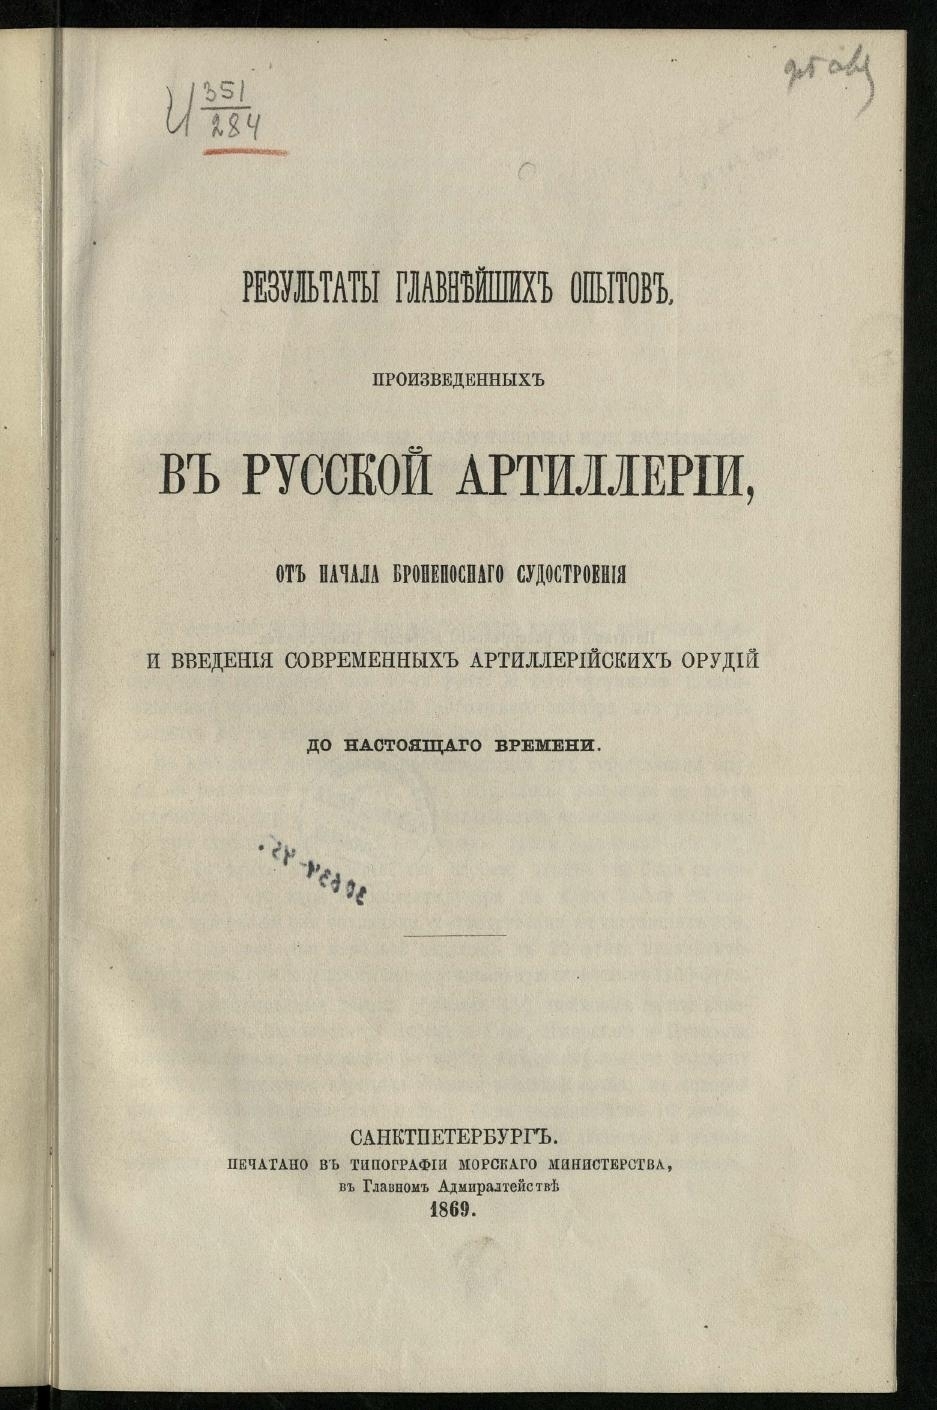 И 351
284
РЕЗУЛЬТАТЫ ГЛАВНѢЙШИХЪ ОПЫТОВЪ,
ПРОИЗВЕДЕННЫХЪ
ВЪ РУССКОЙ АРТИЛЛЕРІИ,
ОТЪ НАЧАЛА БРОНЕНОСНАГО СУДОСТРОЕНІЯ
И ВВЕДЕНІЯ СОВРЕМЕННЫХЪ АРТИЛЛЕРІЙСКИХЪ ОРУДІЙ
ДО НАСТОЯЩАГО ВРЕМЕНИ.
САНКТПЕТЕРБУРГЪ.
ПЕЧАТАНО ВЪ ТИПОГРАФІИ МОРСКАГО МИНИСТЕРСТВА,
въ Главномъ Адмиралтействѣ
1869.